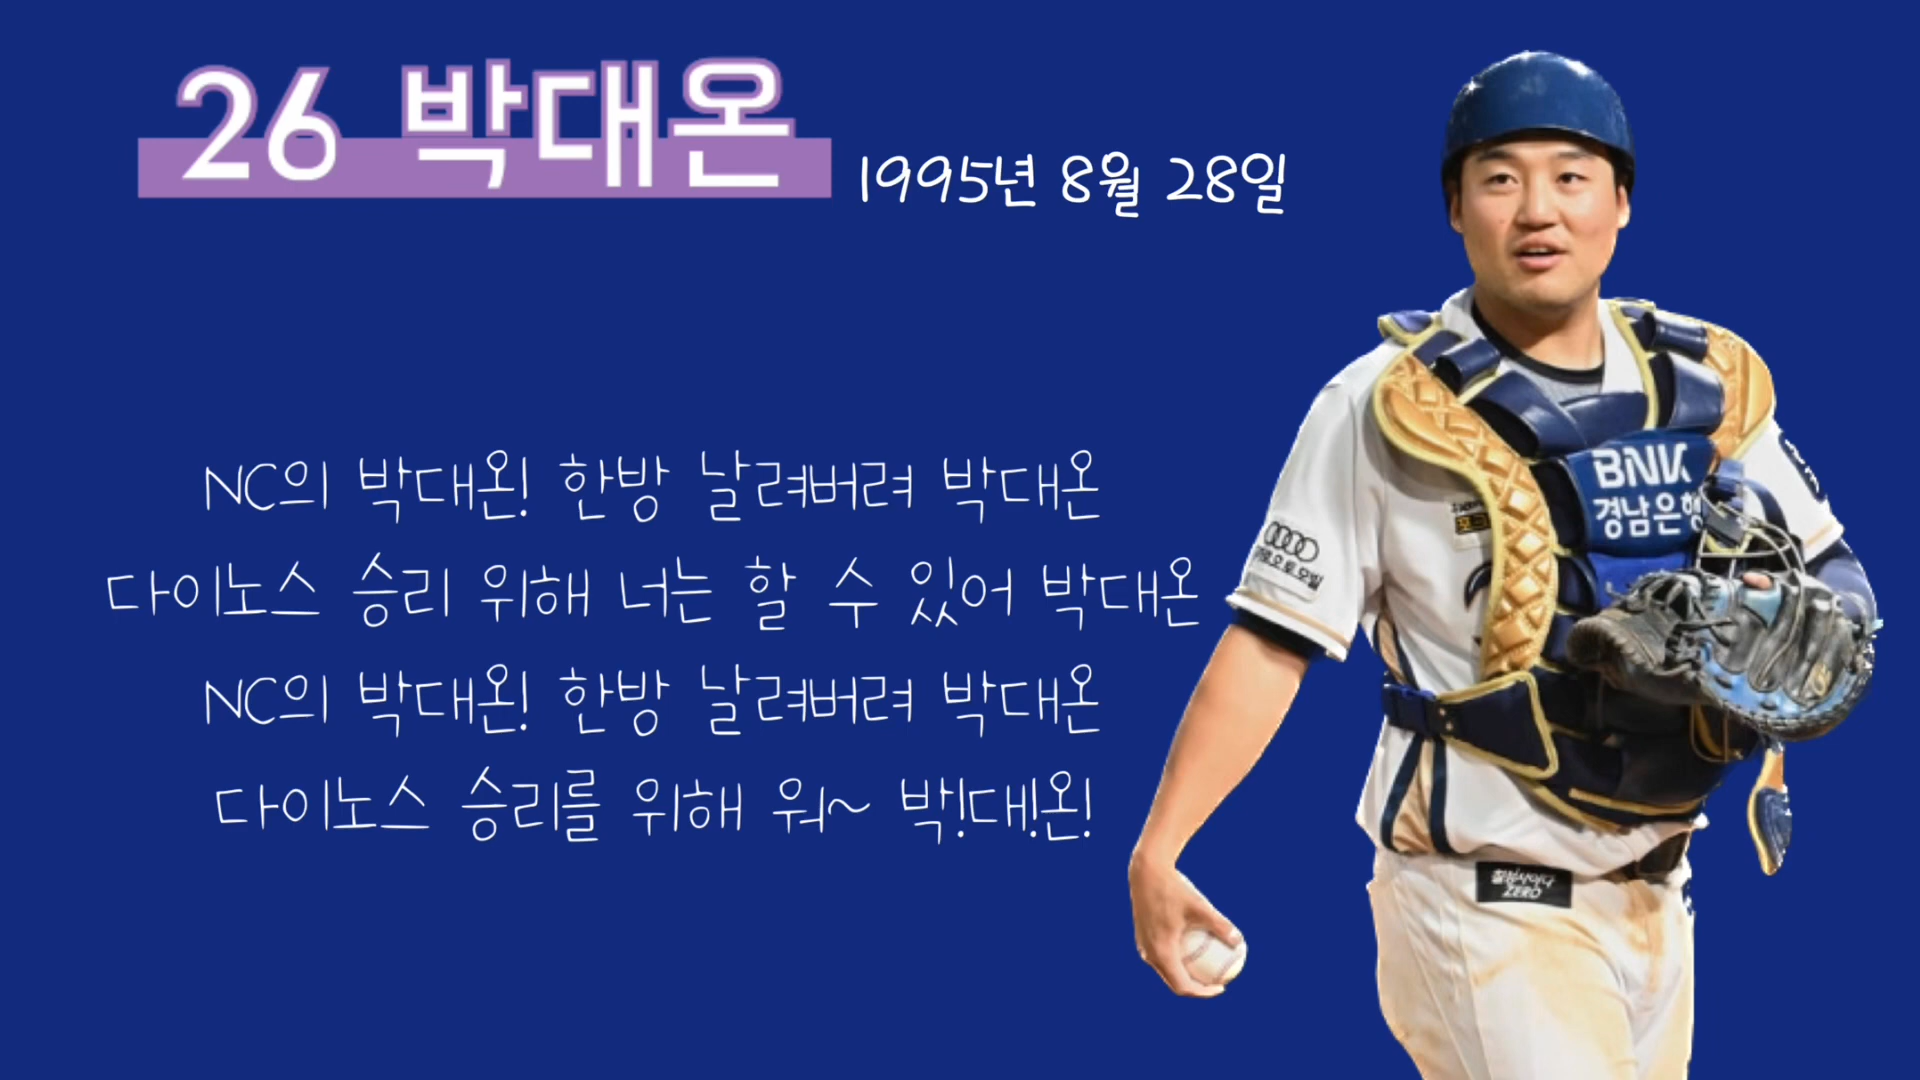 26 박대온
1995년 8월 28일
NC의 박대온! 한방 날려버려 박대온
다이노스 승리 위해 너는 할 수 있어 박대온
NC의 박대온! 한방 날려버려 박대온
다이노스 승리를 위해 워~ 박!대!온!
BNK
경남은행
ZERO